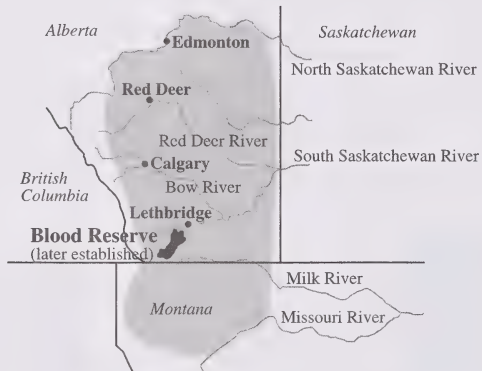 Alberta
Edmonton
Saskatchewan
North Saskatchewan River
Red Deer
Red Deer River
Calgary
South Saskatchewan River
British
Columbia
Bow River
Lethbridge
Blood Reserve
(later established)
Milk River
Montana
Missouri River